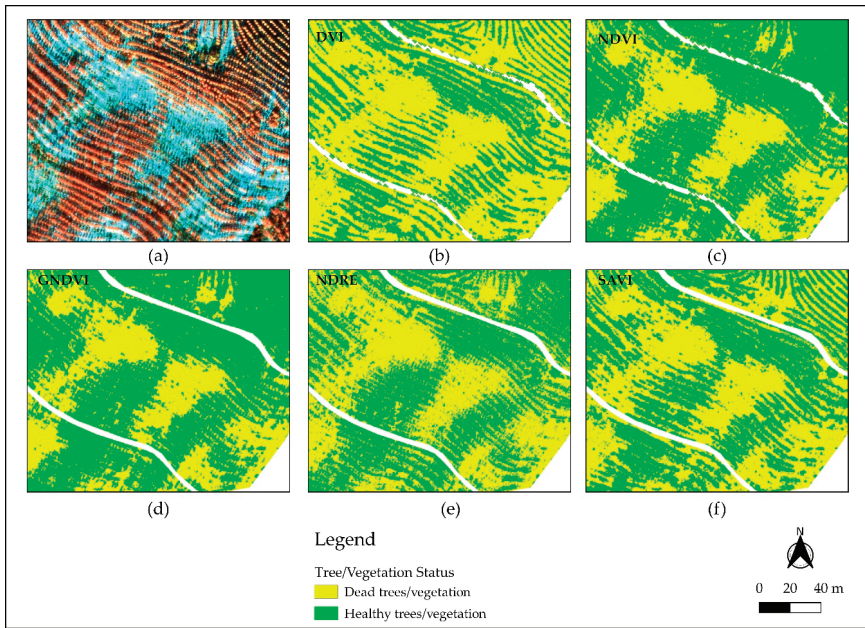 DVI
NDVI
(a)
(b)
(c)
GNDVI
NDRE
SAVI
(d)
(e)
(f)
Legend
Tree/Vegetation Status
Dead trees/vegetation
Healthy trees/vegetation
N
0 20 40 m